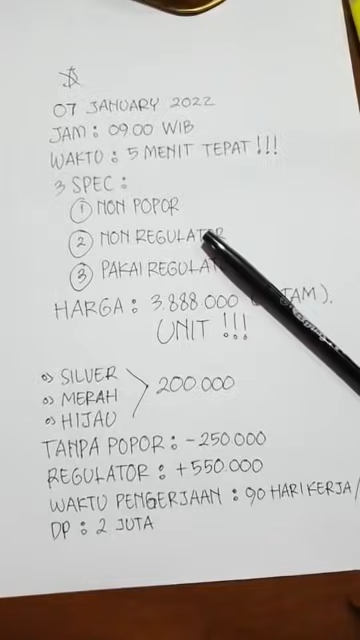 07 JANUARY 2022
JAM : 09.00 WIB
WAKTU : 5 MENIT TEPAT !!!
3 SPEC :
① NON POPOR
② NON REGULATOR
③ PAKAI REGULAT
HARGA : 3.888.000 TAM).
UNIT !!!
SILVER
MERAH 200.000
HIJAU
TANPA POPOR : -250.000
REGULATOR : +550.000
WAKTU PENGERJAAN : 90 HARI KERJA/
DP : 2 JUTA